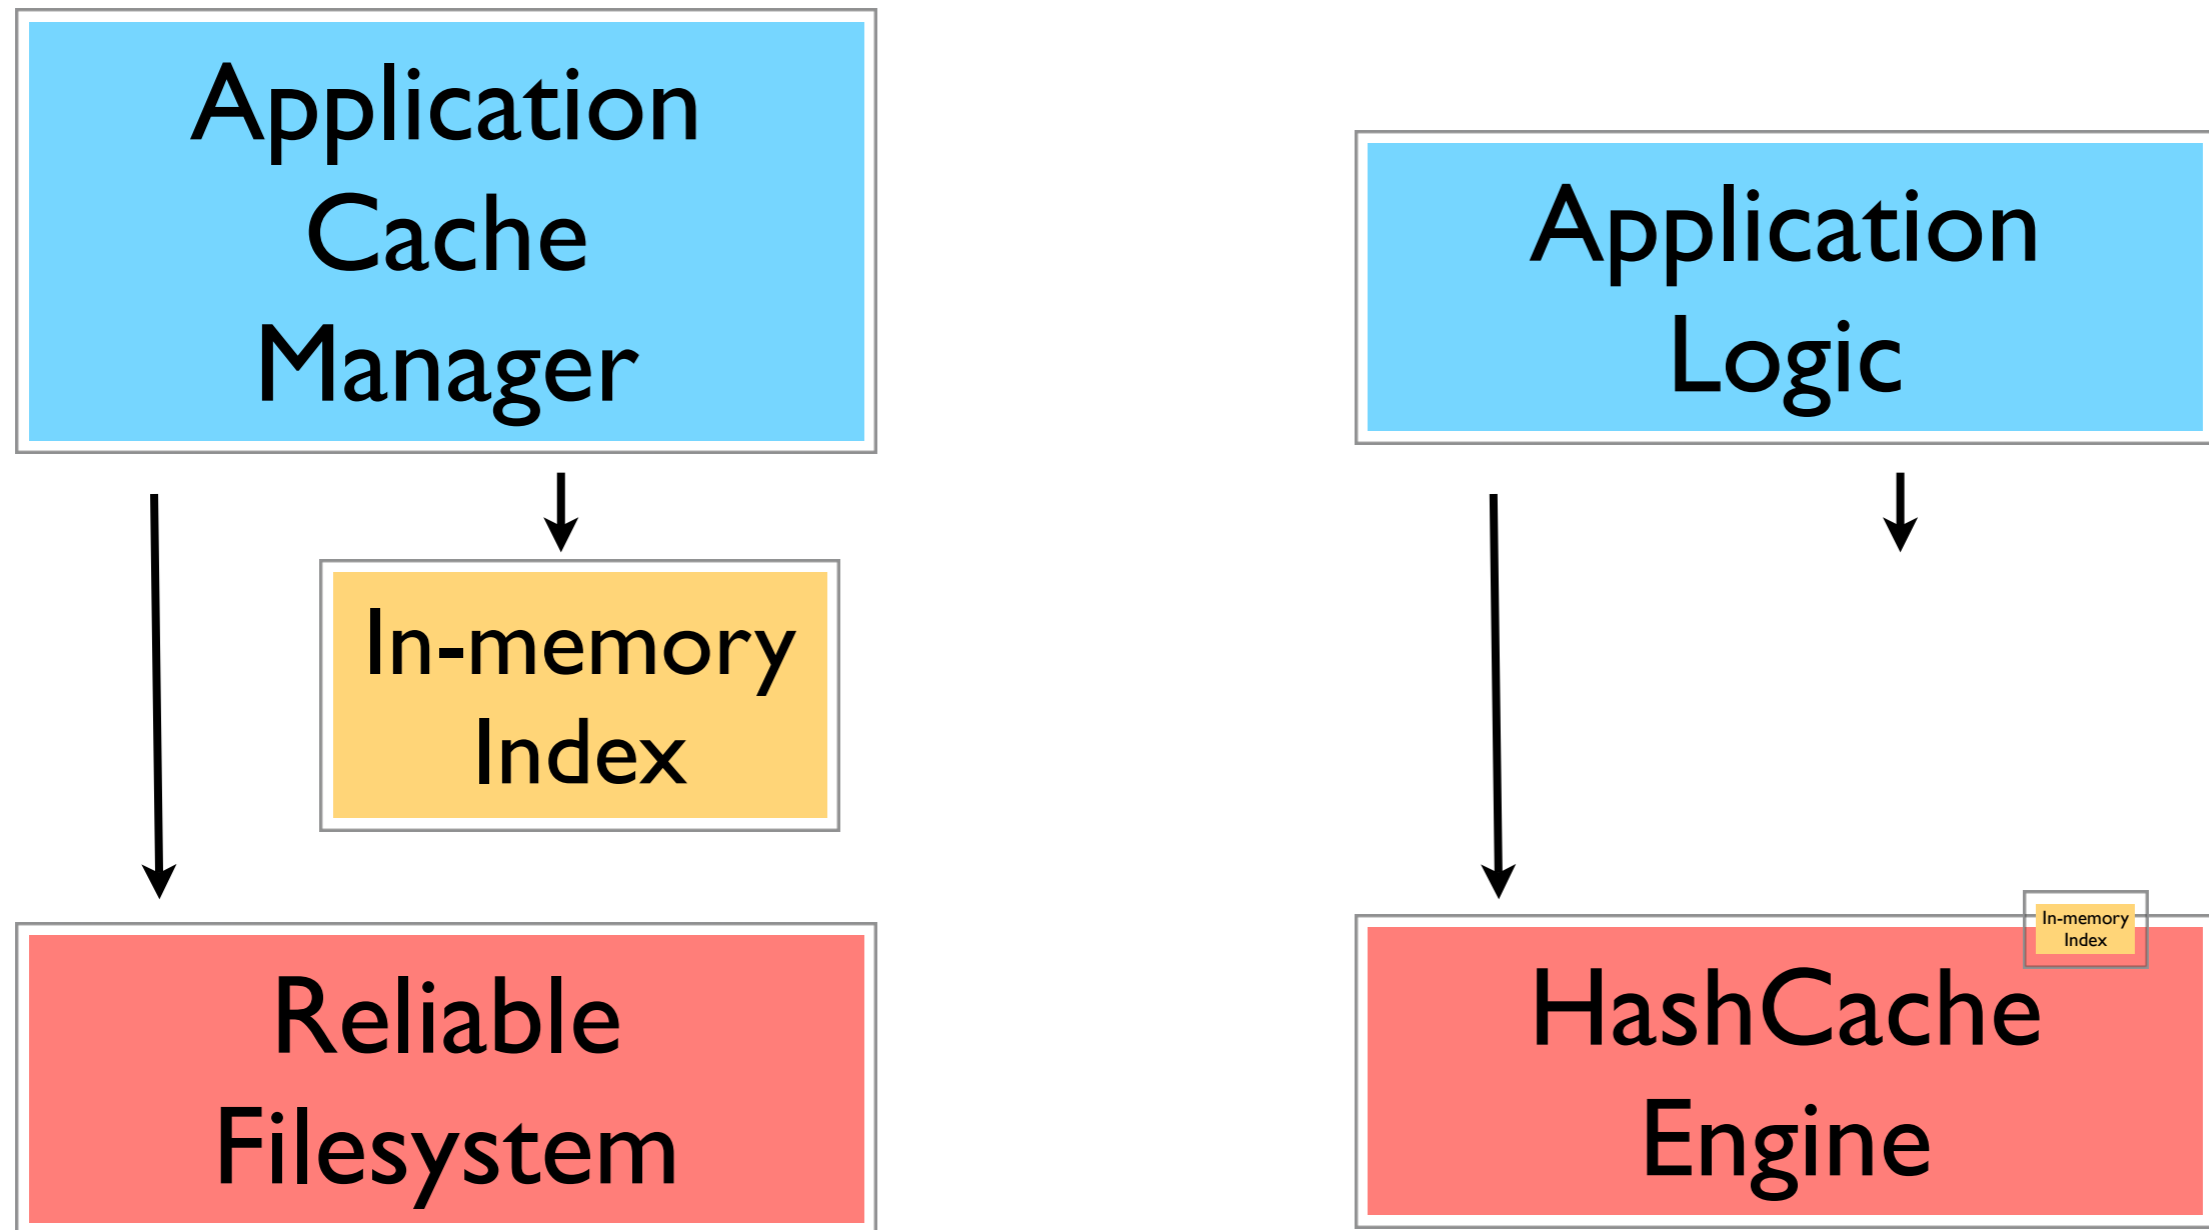 Application
Cache
Manager
In-memory
Index
Reliable
Filesystem
Application
Logic
In-memory
Index
HashCache
Engine